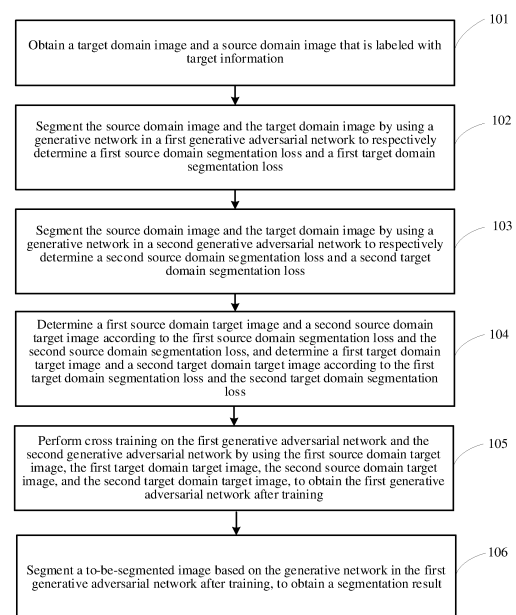 101
Obtain a target domain image and a source domain image that is labeled with
target information
102
Segment the source domain image and the target domain image by using a
generative network in a first generative adversarial network to respectively
determine a first source domain segmentation loss and a first target domain
segmentation loss
103
Segment the source domain image and the target domain image by using a
generative network in a second generative adversarial network to respectively
determine a second source domain segmentation loss and a second target
domain segmentation loss
104
Determine a first source domain target image and a second source domain
target image according to the first source domain segmentation loss and the
second source domain segmentation loss, and determine a first target domain
target image and a second target domain target image according to the first
target domain segmentation loss and the second target domain segmentation
loss
105
Perform cross training on the first generative adversarial network and the
second generative adversarial network by using the first source domain target
image, the first target domain target image, the second source domain target
image, and the second target domain target image, to obtain the first generative
adversarial network after training
106
Segment a to-be-segmented image based on the generative network in the first
generative adversarial network after training, to obtain a segmentation result